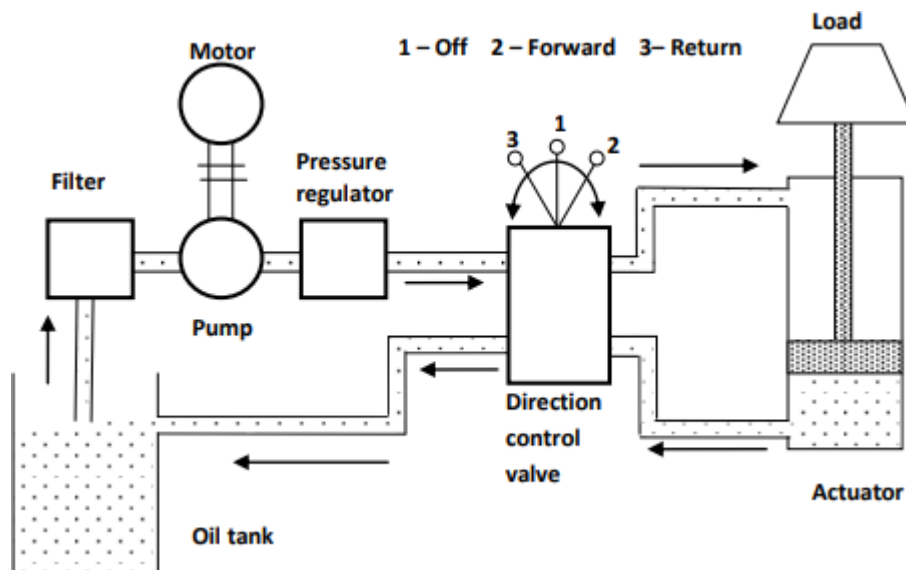 Load
Motor
1 – Off 2 – Forward 3– Return
3 1 2
Pressure
regulator
Filter
Pump
Direction
control
valve
Actuator
Oil tank